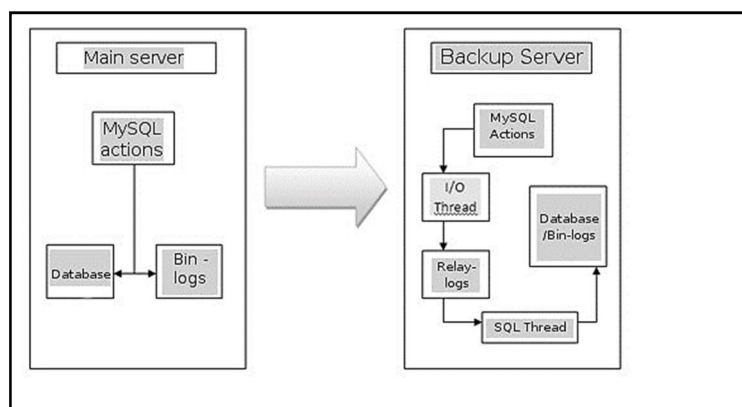 Main server
MySQL
actions
Database
Bin -
logs
Backup Server
MySQL
Actions
I/O
Thread
Relay-
logs
SQL Thread
Database
/Bin-logs